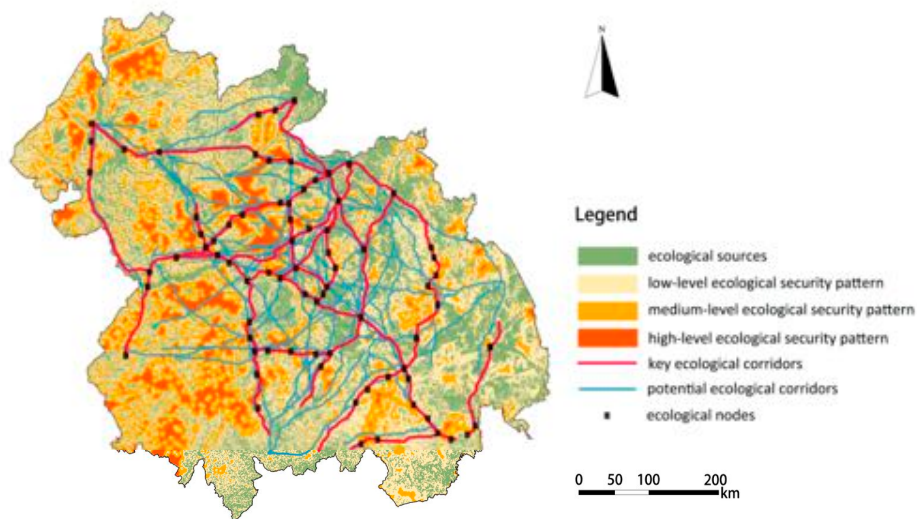 N
Legend
ecological sources
low-level ecological security pattern
medium-level ecological security pattern
high-level ecological security pattern
key ecological corridors
potential ecological corridors
ecological nodes
0 50 100 200
km